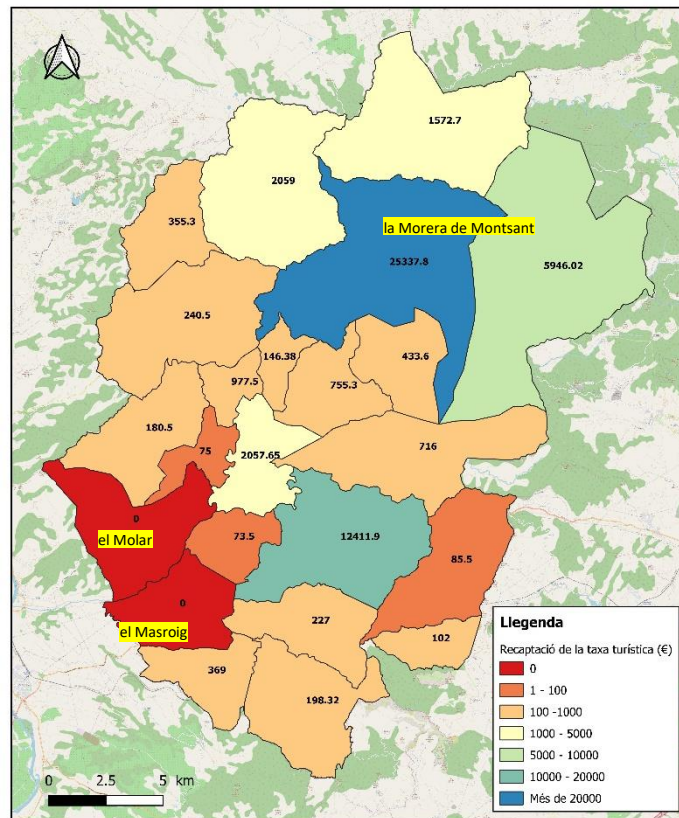 1572.7
2059
355.3
la Morera de Montsant
25337.8
5946.02
240.5
146.38
433.6
977.5
755.3
180.5
716
75
2057.65
0
el Molar
73.5
12411.9
85.5
0
el Masroig
227
102
369
198.32
Llegenda
Recaptació de la taxa turística (€)
0
1 - 100
100 -1000
1000 - 5000
5000 - 10000
10000 - 20000
Més de 20000
0 2.5 5 km